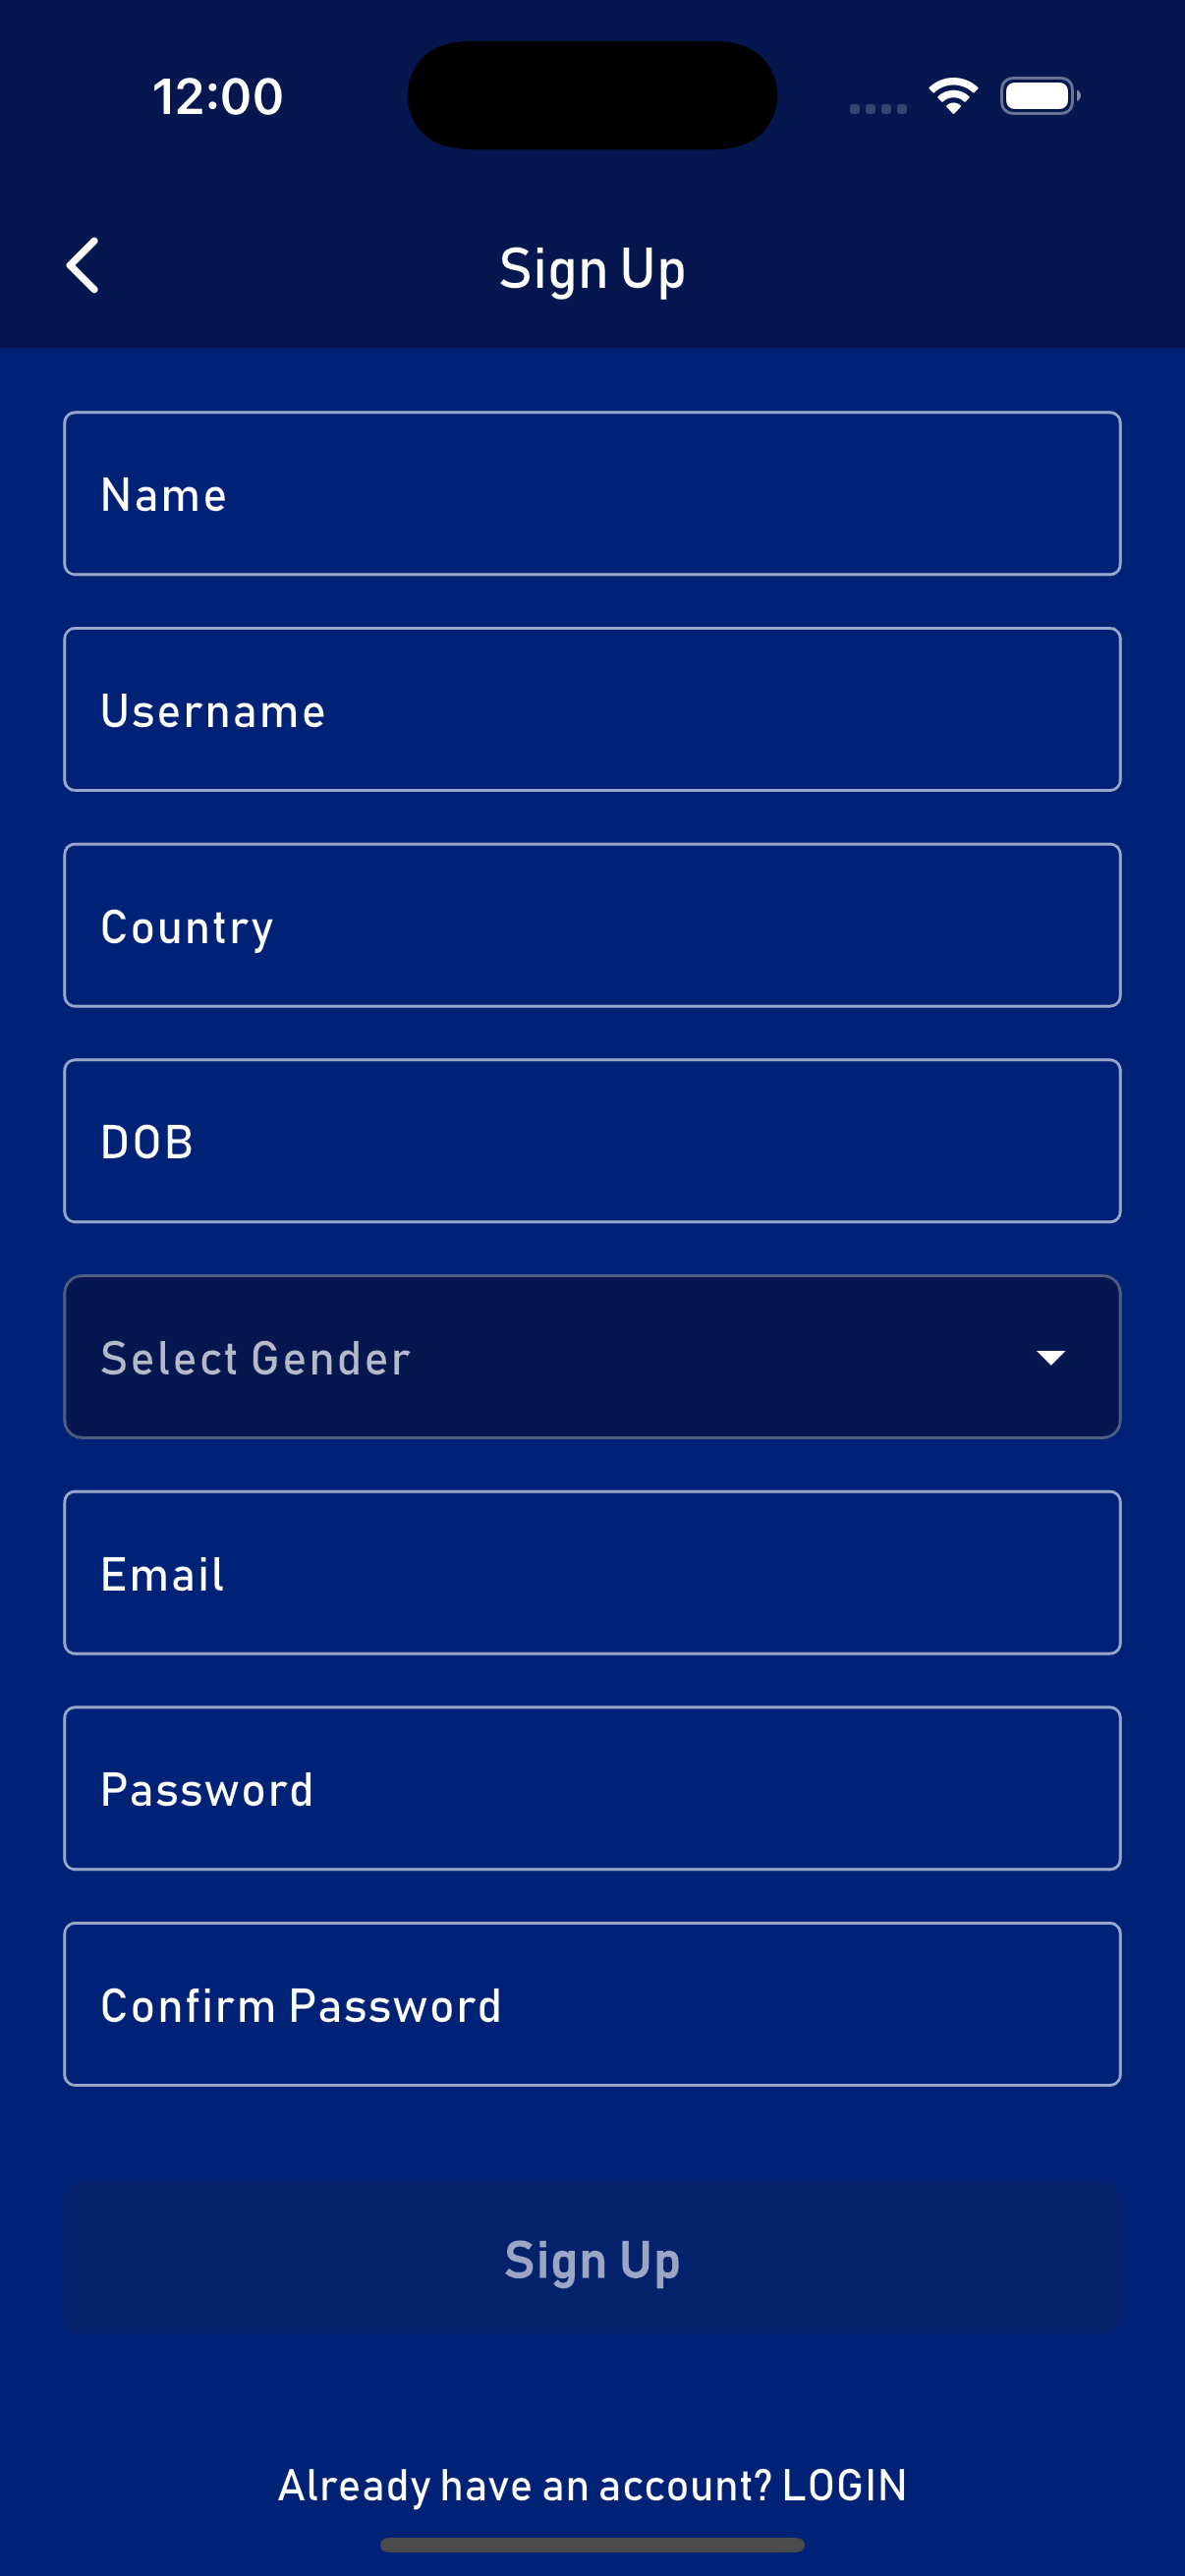 12:00
Sign Up
Name
Username
Country
DOB
Select Gender
Email
Password
Confirm Password
Sign Up
Already have an account? LOGIN